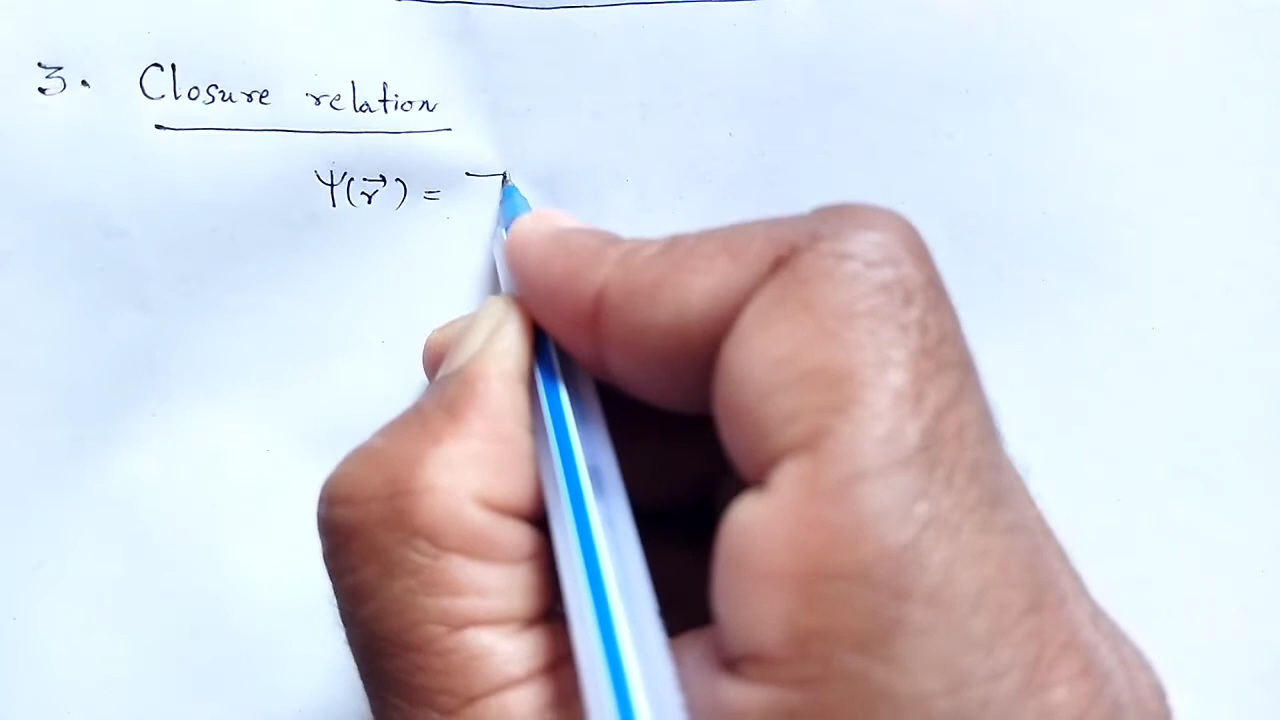 3. Closure relation
Ψ(r⃗) =